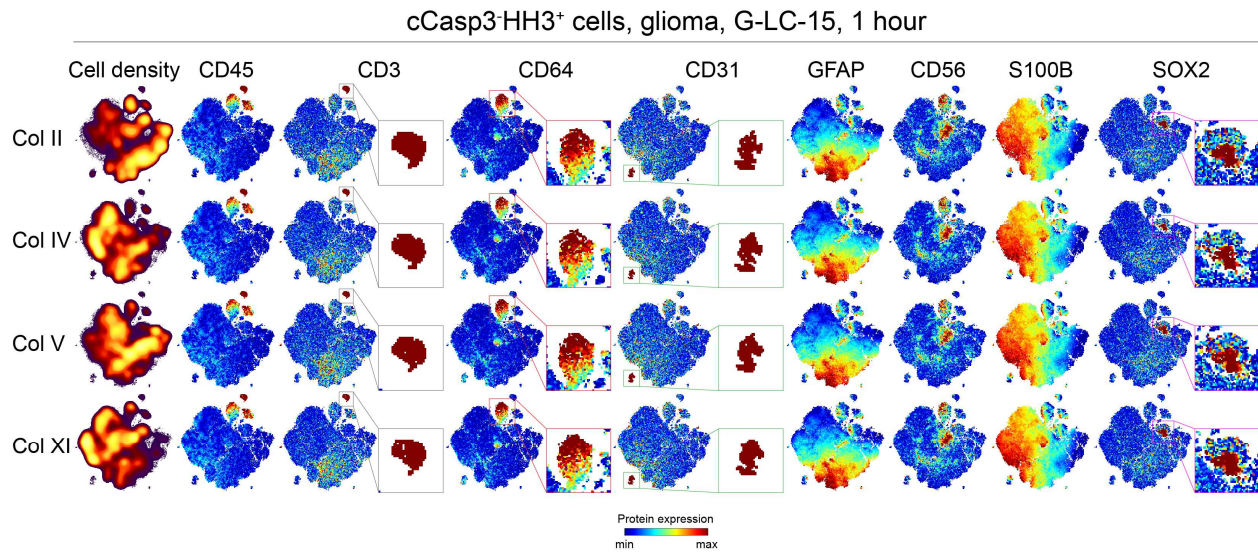 cCasp3⁻HH3⁺ cells, glioma, G-LC-15, 1 hour
Cell density CD45 CD3 CD64 CD31 GFAP CD56 S100B SOX2
Col II
Col IV
Col V
Col XI
Protein expression
min max